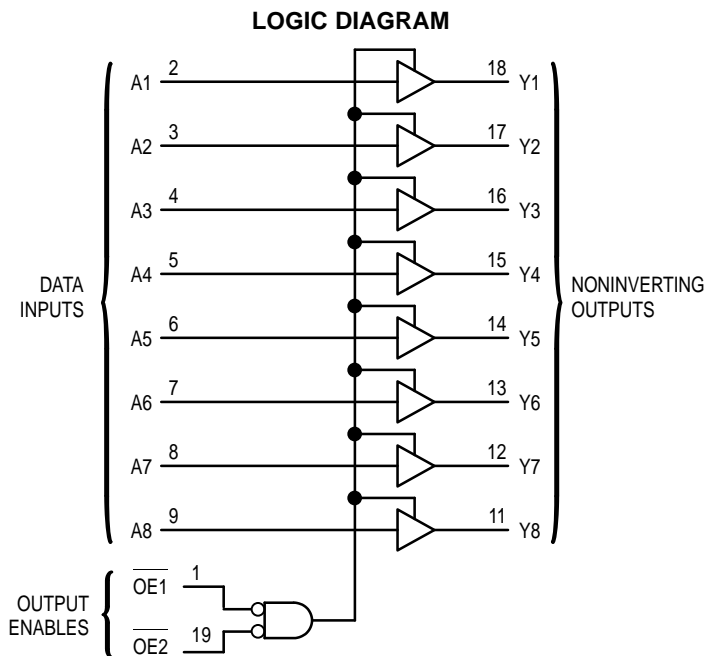 LOGIC DIAGRAM
A1 2 18 Y1
A2 3 17 Y2
A3 4 16 Y3
A4 5 15 Y4
DATA
INPUTS
NONINVERTING
OUTPUTS
A5 6 14 Y5
A6 7 13 Y6
A7 8 12 Y7
A8 9 11 Y8
OUTPUT
ENABLES
O̅E̅1̅ 1
O̅E̅2̅ 19